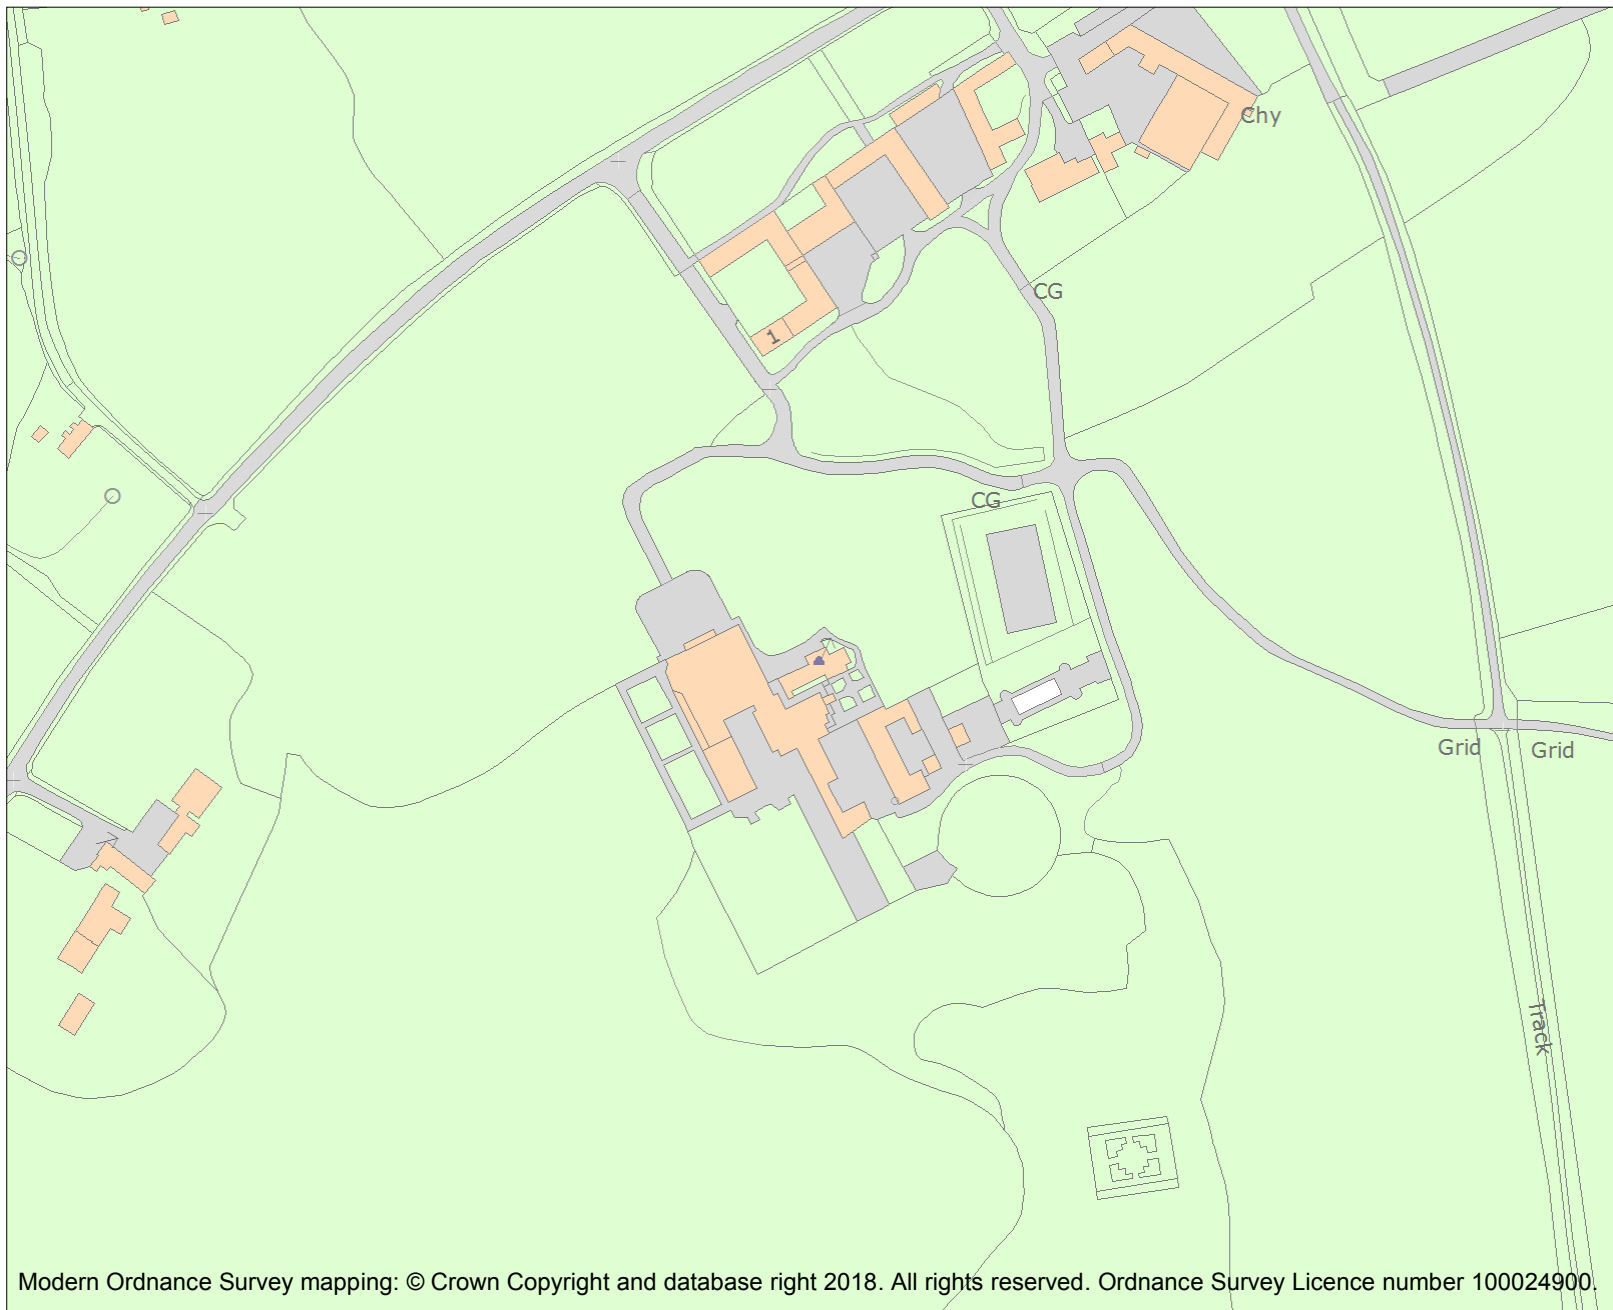 Chy
CG
1
CG
Grid
Grid
Track
Modern Ordnance Survey mapping: © Crown Copyright and database right 2018. All rights reserved. Ordnance Survey Licence number 100024900.